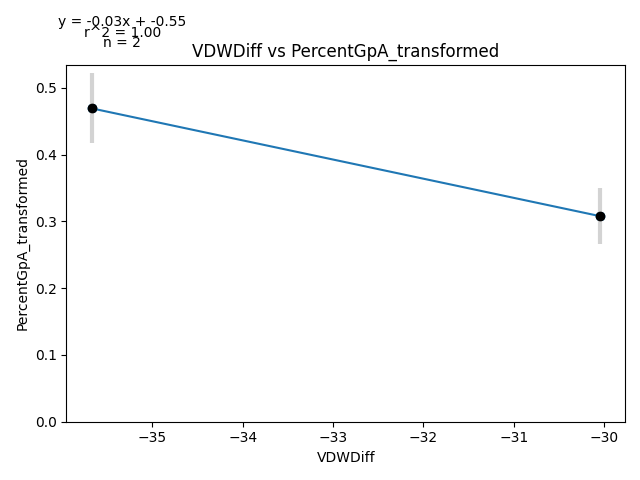 y = -0.03x + -0.55
r^2 = 1.00
n = 2
VDWDiff vs PercentGpA_transformed
PercentGpA_transformed
0.5
0.4
0.3
0.2
0.1
0.0
−35
−34
−33
−32
−31
−30
VDWDiff